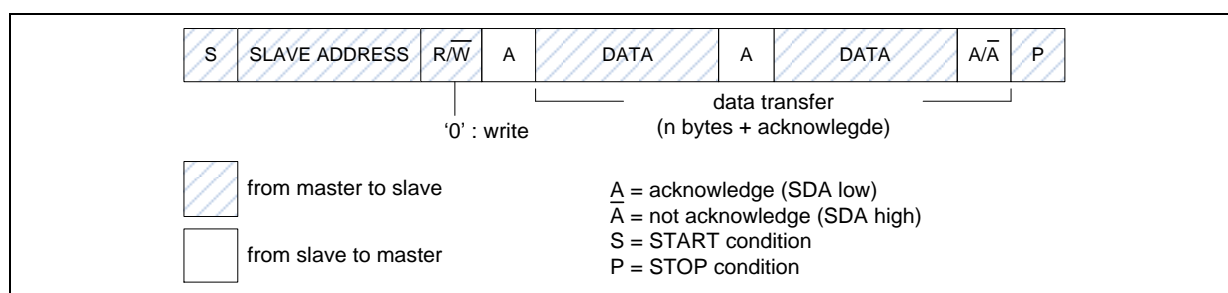 S SLAVE ADDRESS R/W̅ A DATA A DATA A/A̅ P
data transfer
(n bytes + acknowlegde)
‘0’ : write
from master to slave
from slave to master
A = acknowledge (SDA low)
A̅ = not acknowledge (SDA high)
S = START condition
P = STOP condition